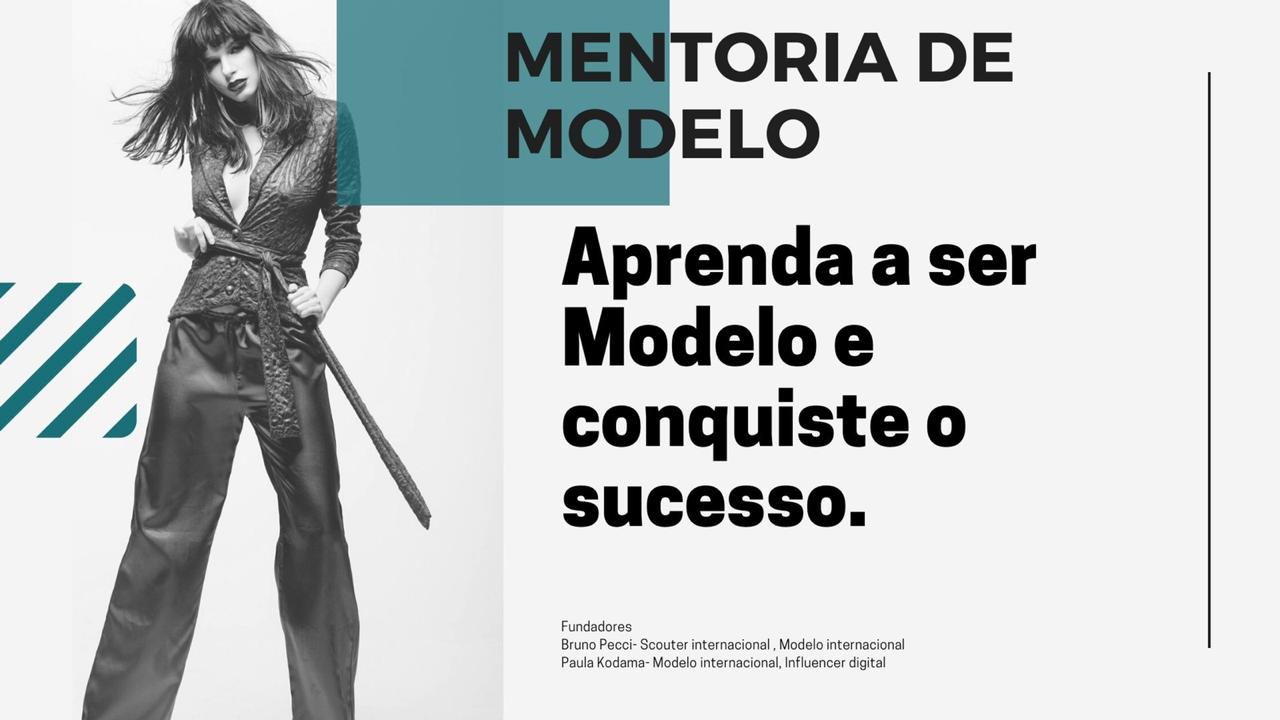 MENTORIA DE
MODELO
Aprenda a ser
Modelo e
conquiste o
sucesso.
Fundadores
Bruno Pecci- Scouter internacional , Modelo internacional
Paula Kodama- Modelo internacional, Influencer digital